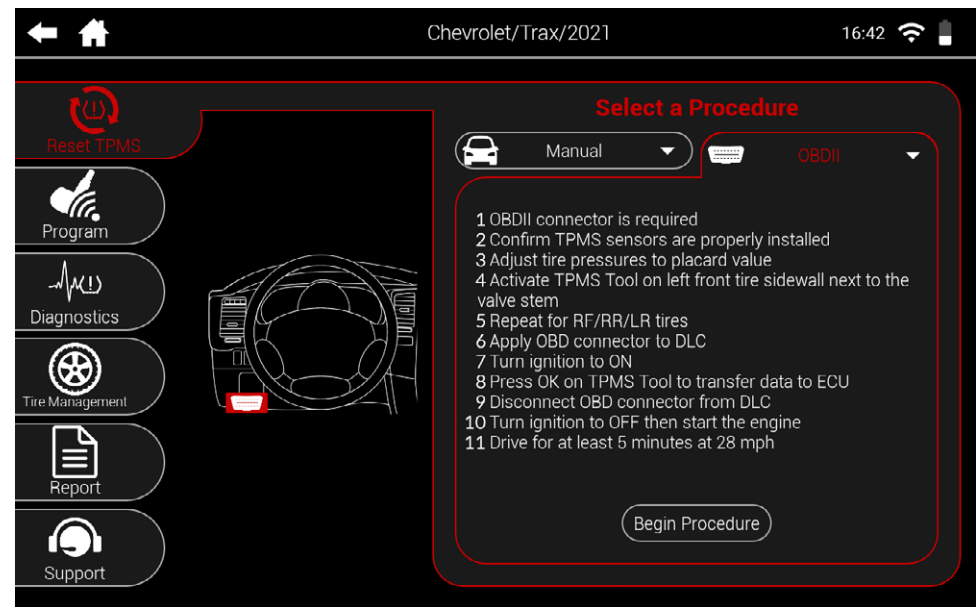 Chevrolet/Trax/2021
16:42
Reset TPMS
Program
Diagnostics
Tire Management
Report
Support
Select a Procedure
Manual
OBDII
1 OBDII connector is required
2 Confirm TPMS sensors are properly installed
3 Adjust tire pressures to placard value
4 Activate TPMS Tool on left front tire sidewall next to the
valve stem
5 Repeat for RF/RR/LR tires
6 Apply OBD connector to DLC
7 Turn ignition to ON
8 Press OK on TPMS Tool to transfer data to ECU
9 Disconnect OBD connector from DLC
10 Turn ignition to OFF then start the engine
11 Drive for at least 5 minutes at 28 mph
Begin Procedure